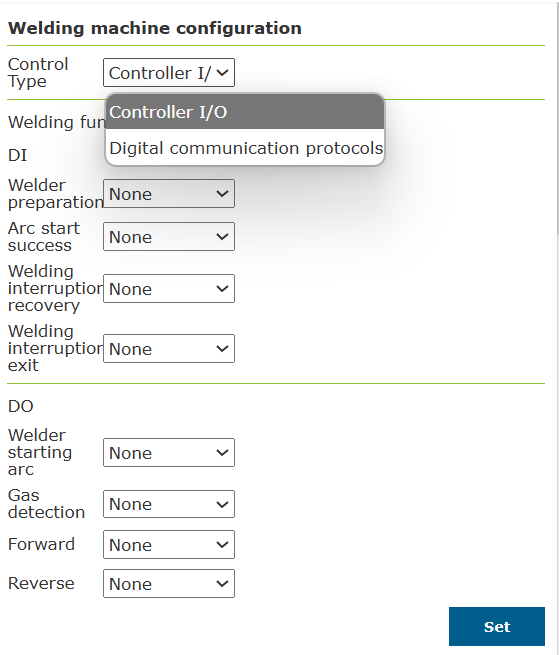 Welding machine configuration
Control
Type
Controller I/
Controller I/O
Digital communication protocols
Welding fun
DI
Welder
preparation
None
Arc start
success
None
Welding
interruption
recovery
None
Welding
interruption
exit
None
DO
Welder
starting
arc
None
Gas
detection
None
Forward
None
Reverse
None
Set